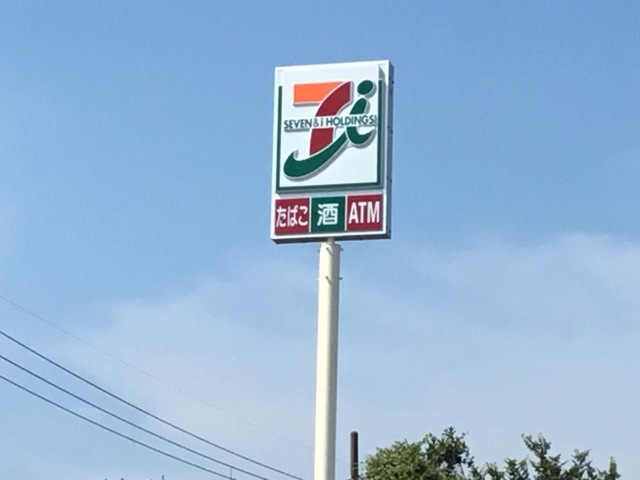 SEVEN & i HOLDINGS
たばこ 酒 ATM